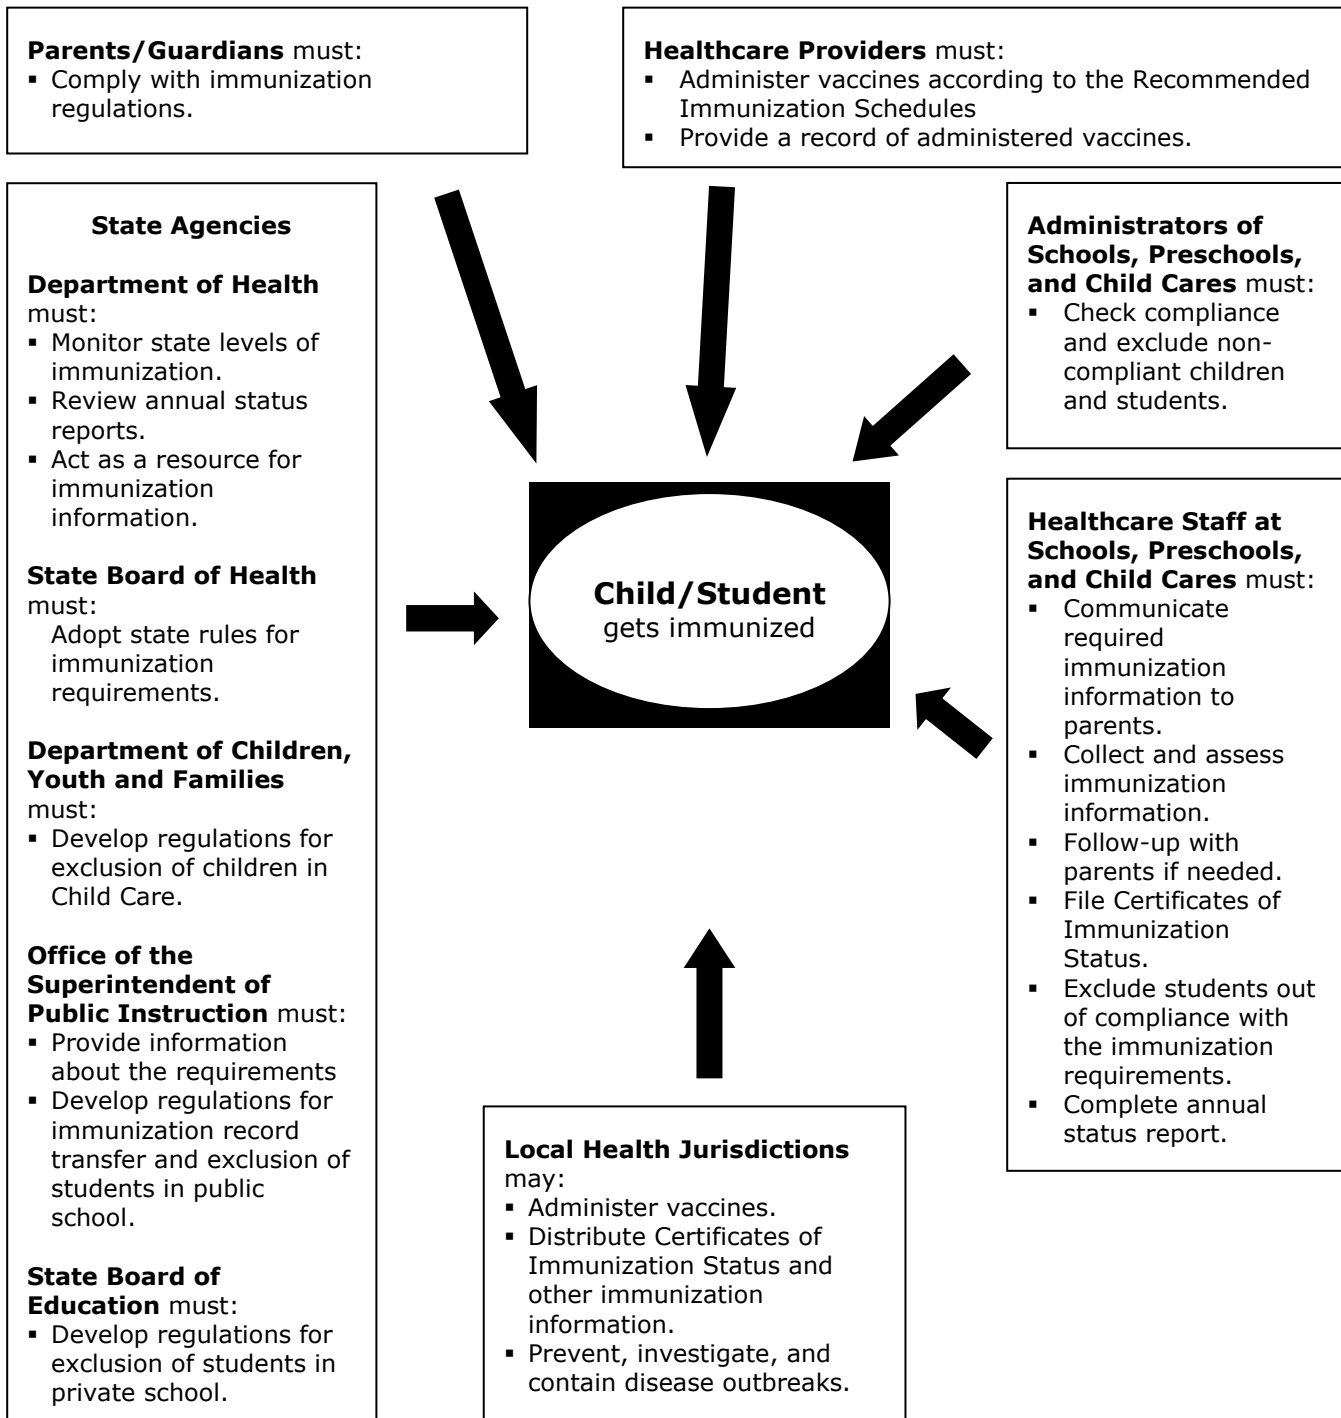 Parents/Guardians must:
▪ Comply with immunization
regulations.
Healthcare Providers must:
▪ Administer vaccines according to the Recommended
Immunization Schedules
▪ Provide a record of administered vaccines.
State Agencies
Department of Health
must:
▪ Monitor state levels of
immunization.
▪ Review annual status
reports.
▪ Act as a resource for
immunization
information.
State Board of Health
must:
Adopt state rules for
immunization
requirements.
Department of Children,
Youth and Families
must:
▪ Develop regulations for
exclusion of children in
Child Care.
Office of the
Superintendent of
Public Instruction must:
▪ Provide information
about the requirements
▪ Develop regulations for
immunization record
transfer and exclusion of
students in public
school.
State Board of
Education must:
▪ Develop regulations for
exclusion of students in
private school.
Child/Student
gets immunized
Local Health Jurisdictions
may:
▪ Administer vaccines.
▪ Distribute Certificates of
Immunization Status and
other immunization
information.
▪ Prevent, investigate, and
contain disease outbreaks.
Administrators of
Schools, Preschools,
and Child Cares must:
▪ Check compliance
and exclude non-
compliant children
and students.
Healthcare Staff at
Schools, Preschools,
and Child Cares must:
▪ Communicate
required
immunization
information to
parents.
▪ Collect and assess
immunization
information.
▪ Follow-up with
parents if needed.
▪ File Certificates of
Immunization
Status.
▪ Exclude students out
of compliance with
the immunization
requirements.
▪ Complete annual
status report.